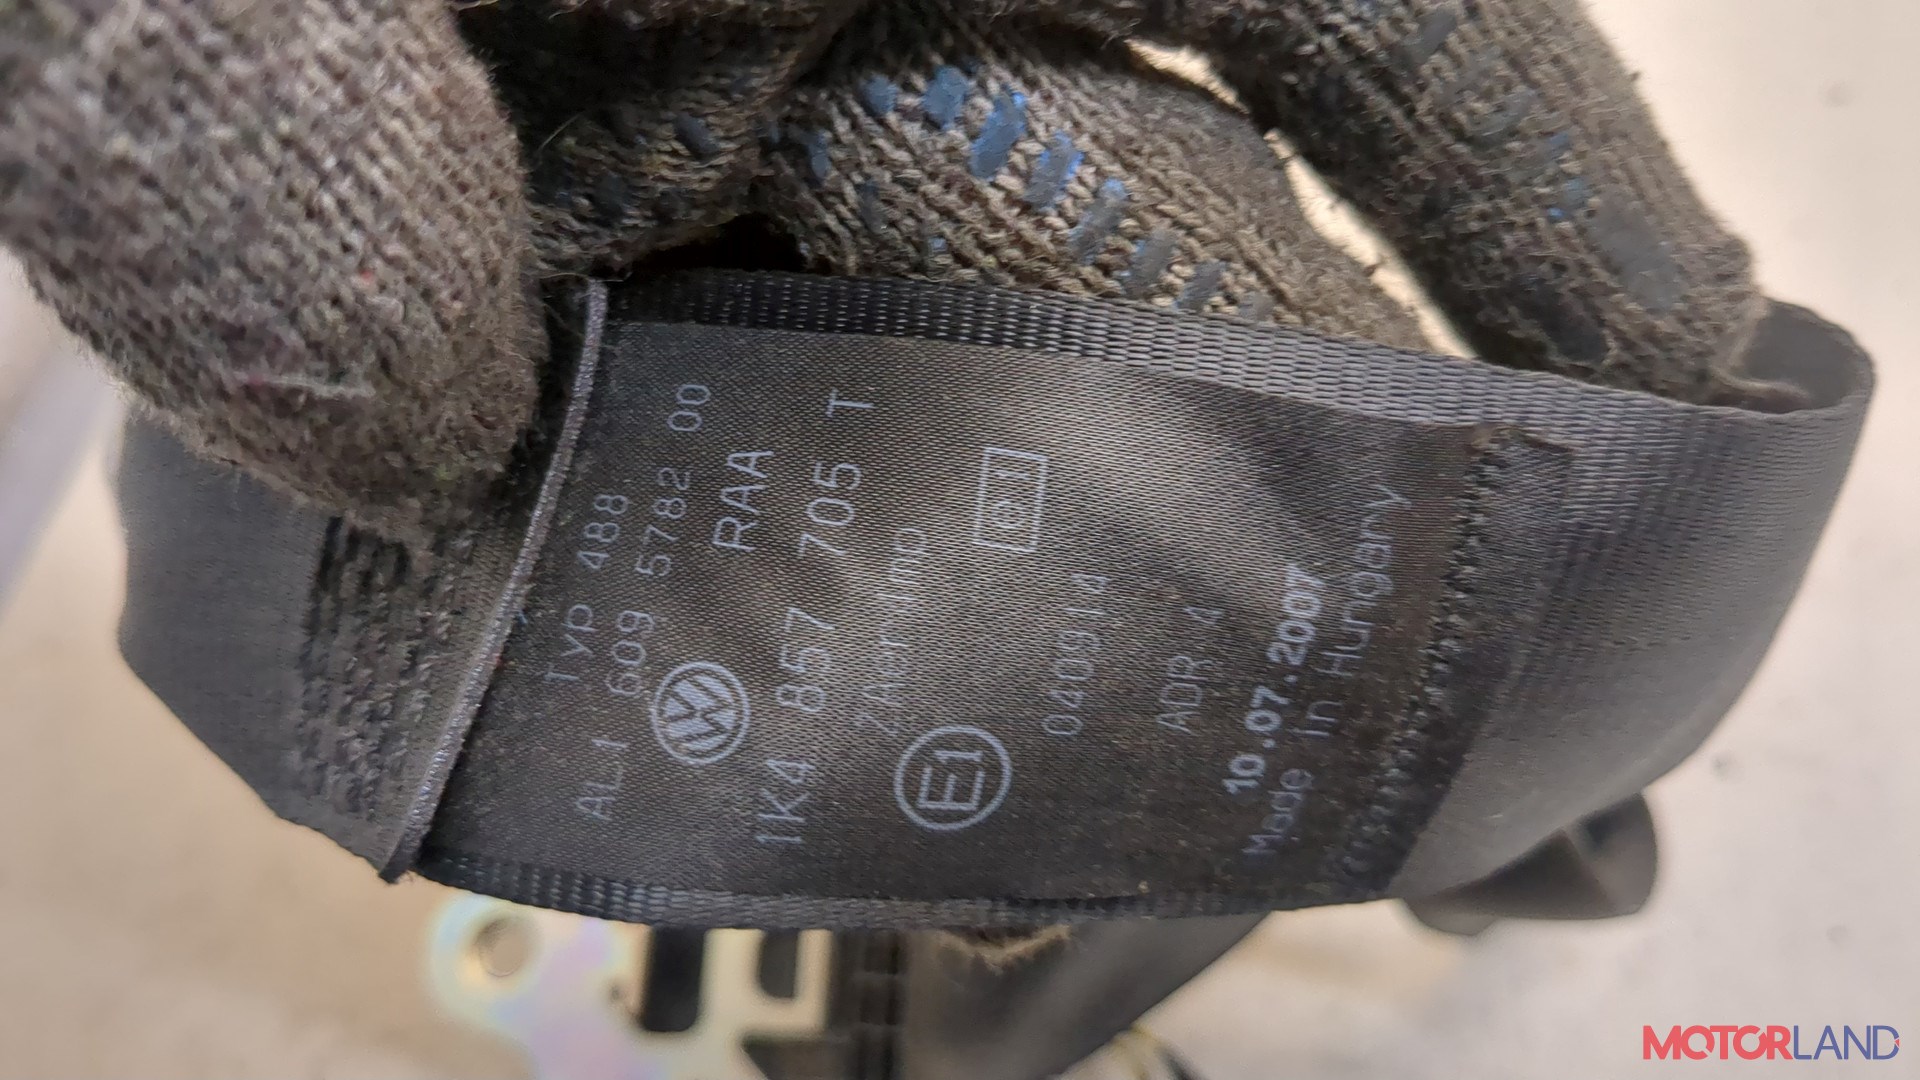 Typ 488
AL1 609 5782 00
RAA
1K4 857 705 T
E1
040914
ADR 4
10.07.2007
Made in Hungary
MOTORLAND